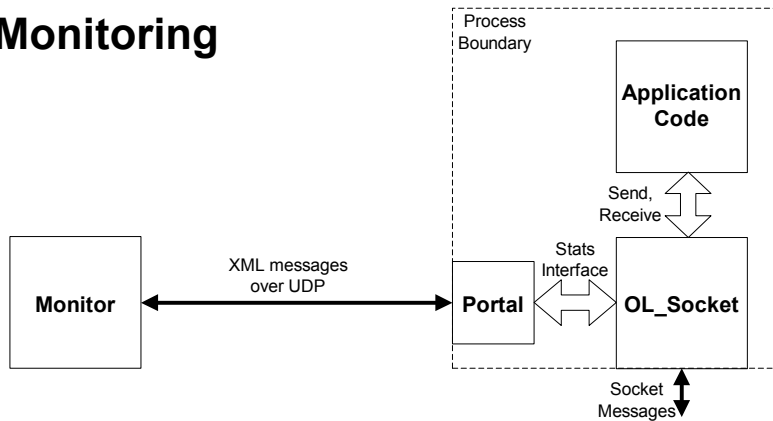 Monitoring
Process
Boundary
Application
Code
Send,
Receive
Stats
Interface
XML messages
over UDP
Monitor
Portal
OL_Socket
Socket
Messages